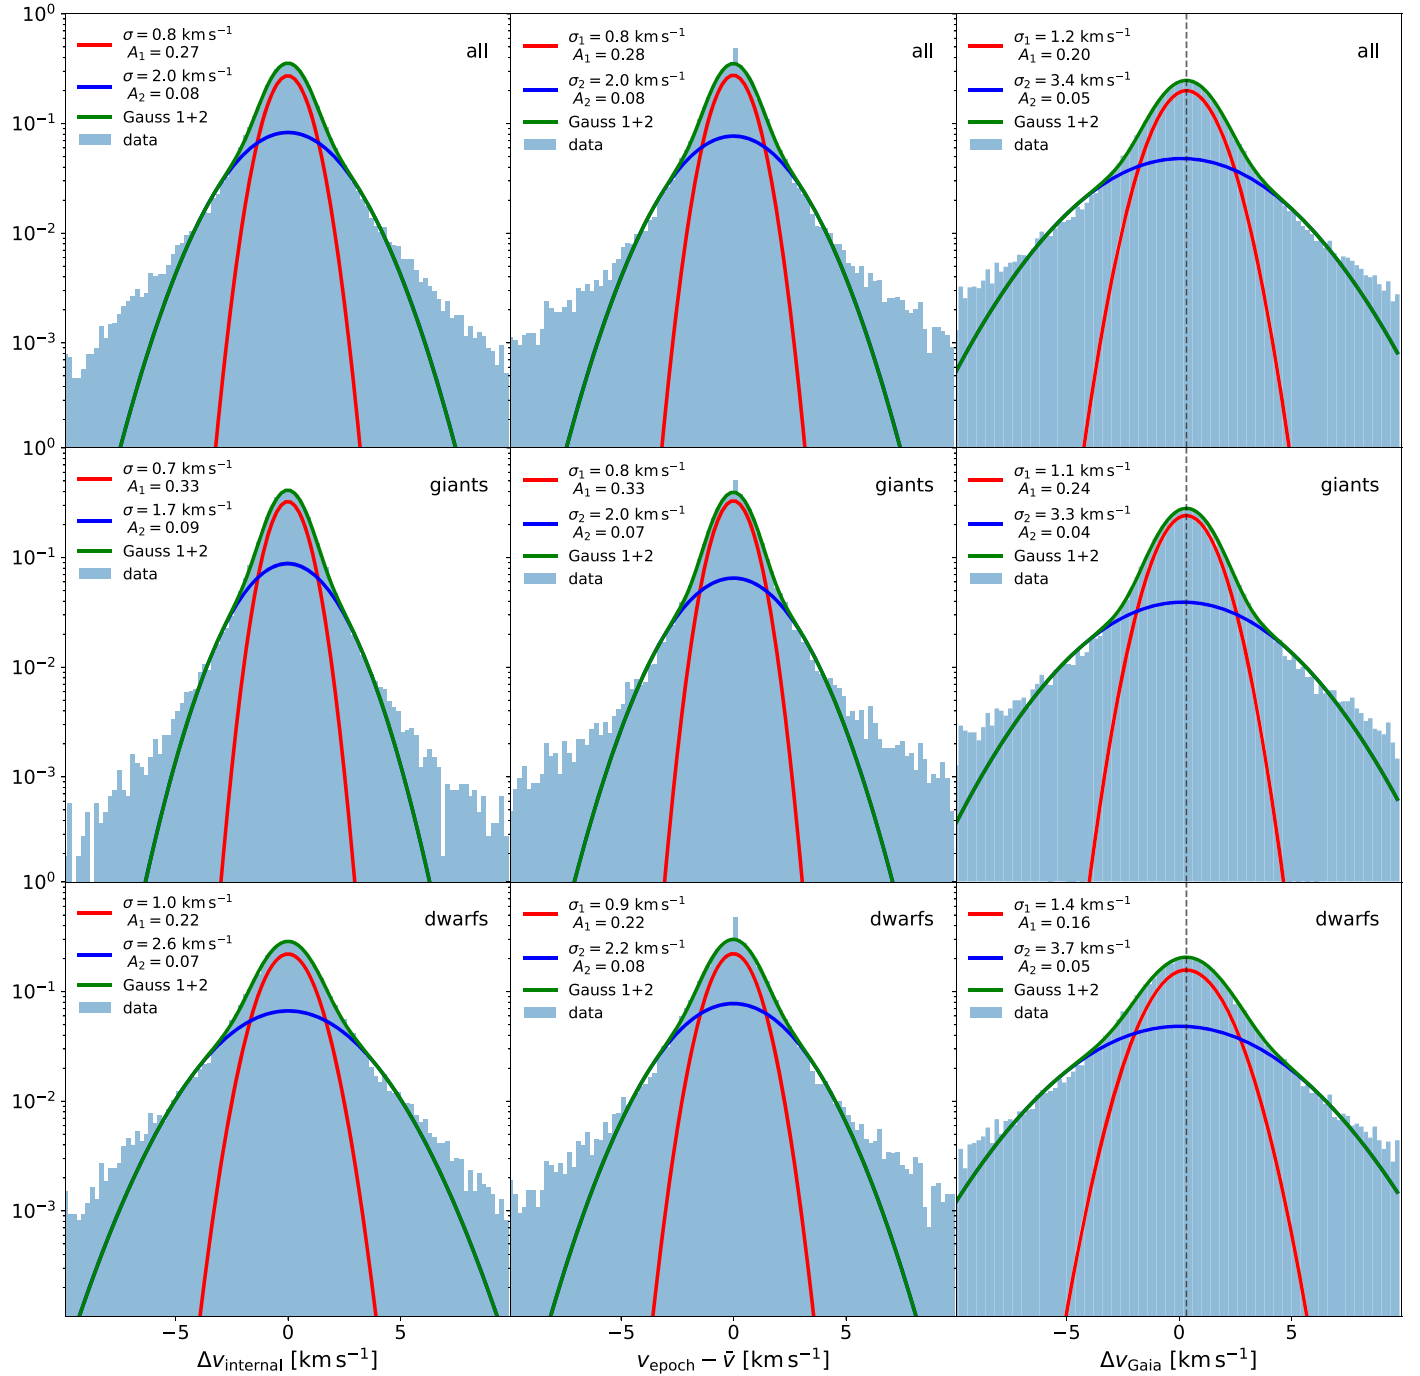 10⁰
10⁻¹
10⁻²
10⁻³
σ = 0.8 km s⁻¹
A₁ = 0.27
σ = 2.0 km s⁻¹
A₂ = 0.08
Gauss 1+2
data
all
σ₁ = 0.8 km s⁻¹
A₁ = 0.28
σ₂ = 2.0 km s⁻¹
A₂ = 0.08
Gauss 1+2
data
all
σ₁ = 1.2 km s⁻¹
A₁ = 0.20
σ₂ = 3.4 km s⁻¹
A₂ = 0.05
Gauss 1+2
data
all
10⁰
10⁻¹
10⁻²
10⁻³
σ = 0.7 km s⁻¹
A₁ = 0.33
σ = 1.7 km s⁻¹
A₂ = 0.09
Gauss 1+2
data
giants
σ₁ = 0.8 km s⁻¹
A₁ = 0.33
σ₂ = 2.0 km s⁻¹
A₂ = 0.07
Gauss 1+2
data
giants
σ₁ = 1.1 km s⁻¹
A₁ = 0.24
σ₂ = 3.3 km s⁻¹
A₂ = 0.04
Gauss 1+2
data
giants
10⁰
10⁻¹
10⁻²
10⁻³
σ = 1.0 km s⁻¹
A₁ = 0.22
σ = 2.6 km s⁻¹
A₂ = 0.07
Gauss 1+2
data
dwarfs
σ₁ = 0.9 km s⁻¹
A₁ = 0.22
σ₂ = 2.2 km s⁻¹
A₂ = 0.08
Gauss 1+2
data
dwarfs
σ₁ = 1.4 km s⁻¹
A₁ = 0.16
σ₂ = 3.7 km s⁻¹
A₂ = 0.05
Gauss 1+2
data
dwarfs
−5 0 5
−5 0 5
−5 0 5
Δv_internal [km s⁻¹]
v_epoch − v̄ [km s⁻¹]
Δv_Gaia [km s⁻¹]